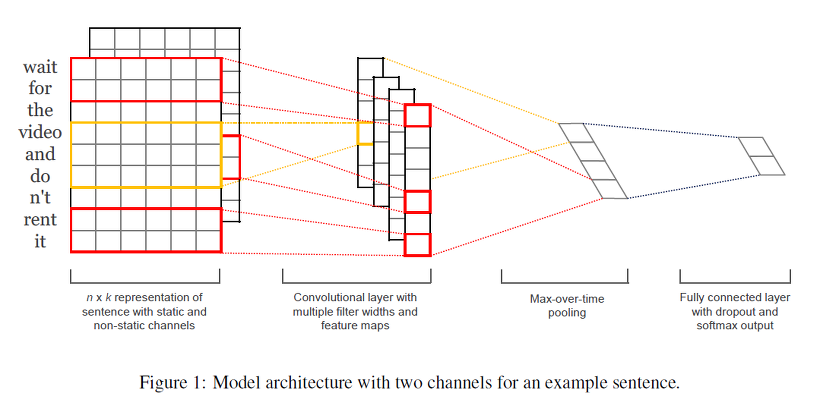 wait
for
the
video
and
do
n't
rent
it
n x k representation of
sentence with static and
non-static channels
Convolutional layer with
multiple filter widths and
feature maps
Max-over-time
pooling
Fully connected layer
with dropout and
softmax output
Figure 1: Model architecture with two channels for an example sentence.